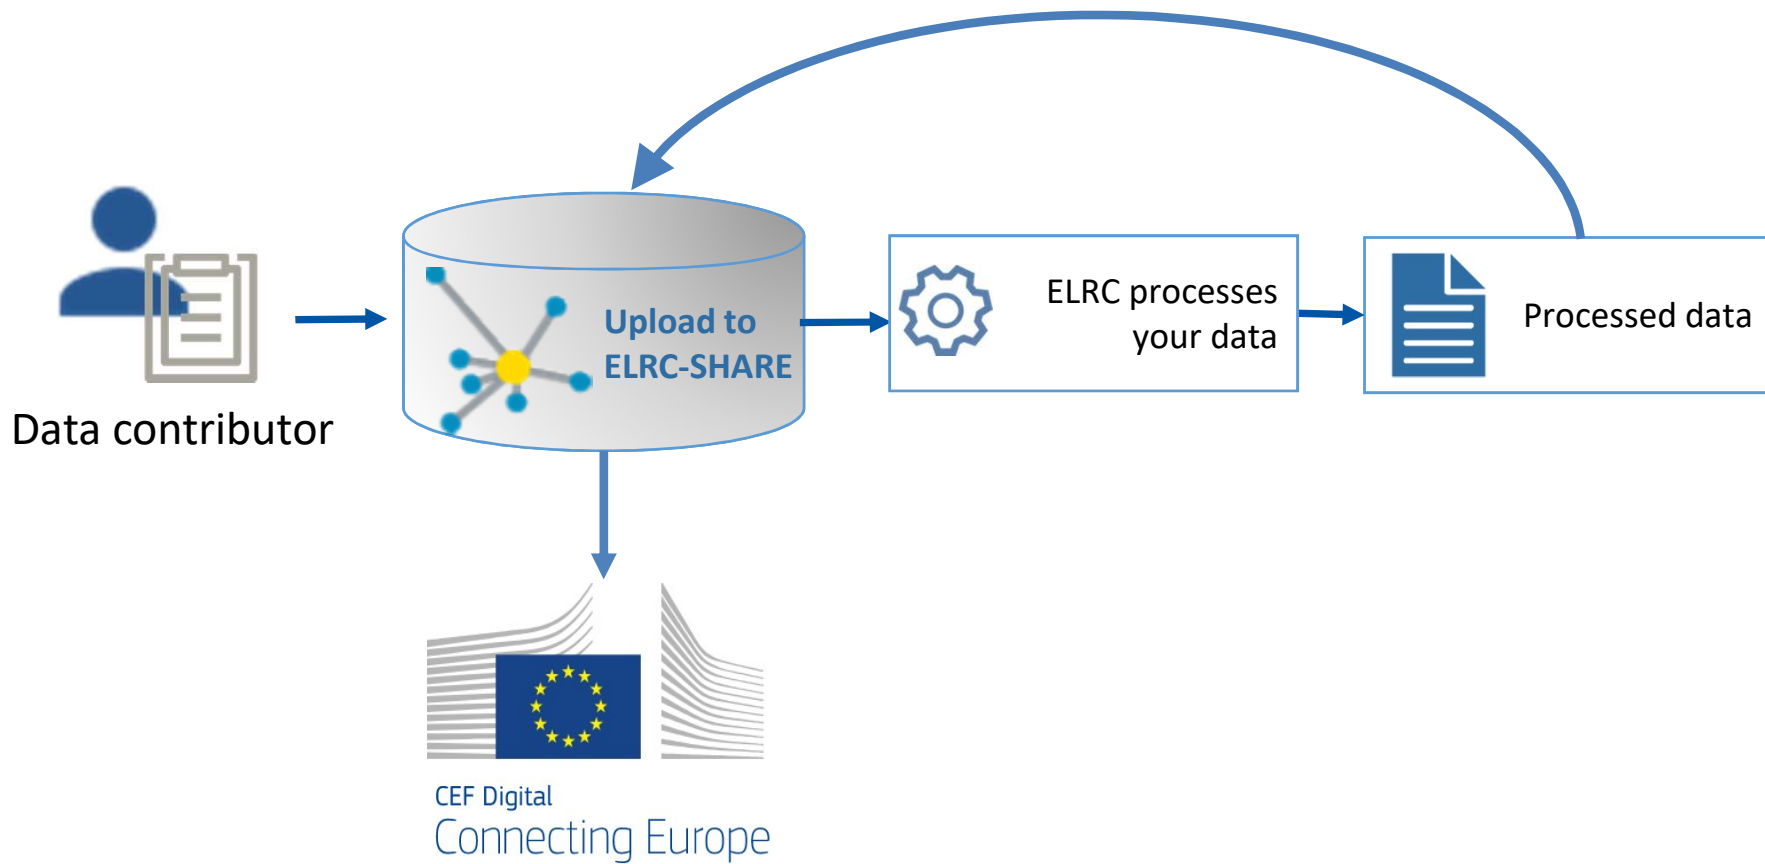 Data contributor
Upload to
ELRC-SHARE
ELRC processes
your data
Processed data
CEF Digital
Connecting Europe